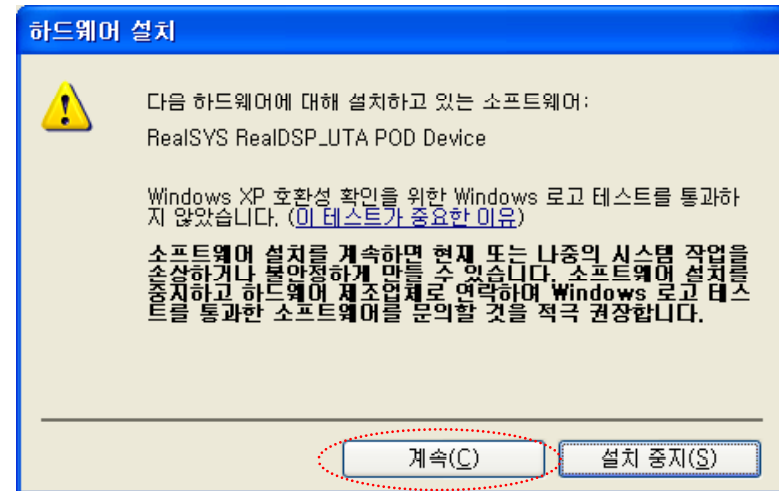 하드웨어 설치
다음 하드웨어에 대해 설치하고 있는 소프트웨어:
RealSYS RealDSP_UTA POD Device
Windows XP 호환성 확인을 위한 Windows 로고 테스트를 통과하
지 않았습니다. (이 테스트가 중요한 이유)
소프트웨어 설치를 계속하면 현재 또는 나중의 시스템 작업을
손상하거나 불안정하게 만들 수 있습니다. 소프트웨어 설치를
중지하고 하드웨어 제조업체로 연락하여 Windows 로고 테스
트를 통과한 소프트웨어를 문의할 것을 적극 권장합니다.
계속(C)
설치 중지(S)